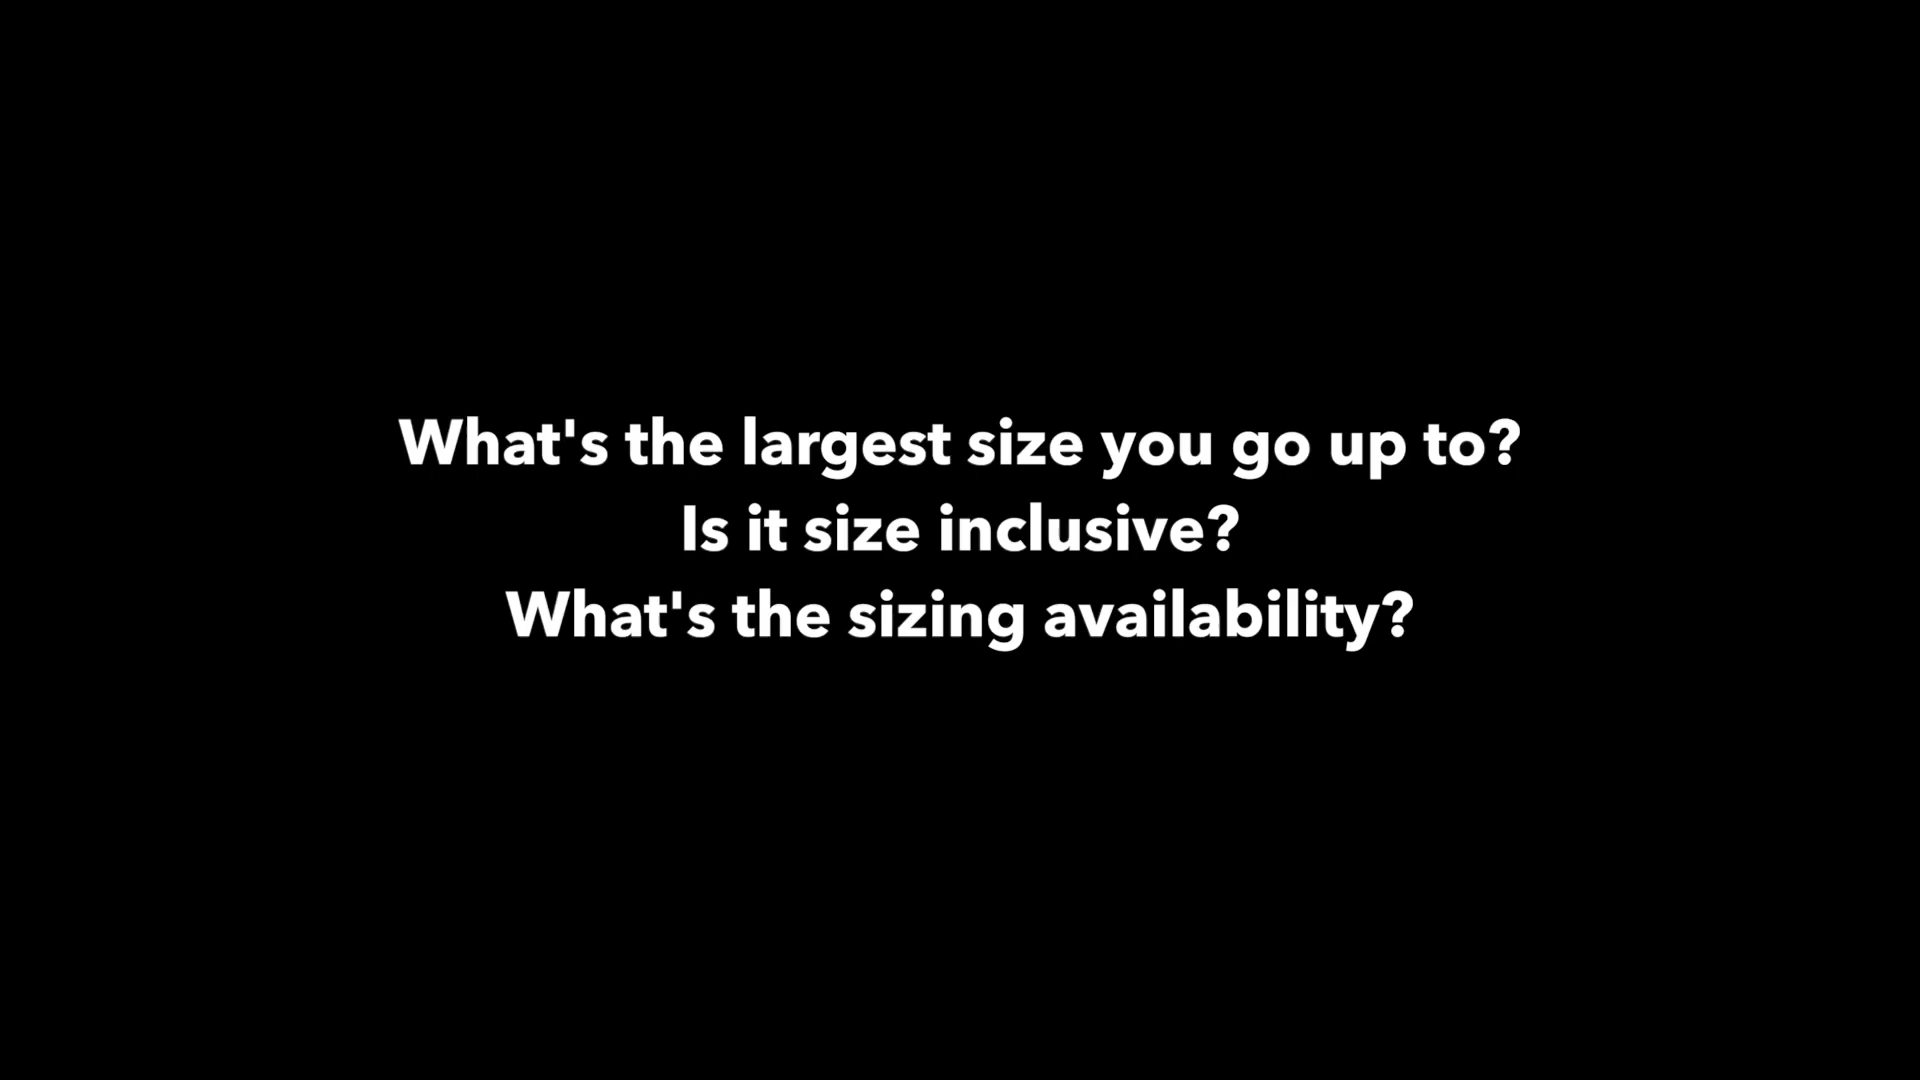 What's the largest size you go up to?
Is it size inclusive?
What's the sizing availability?